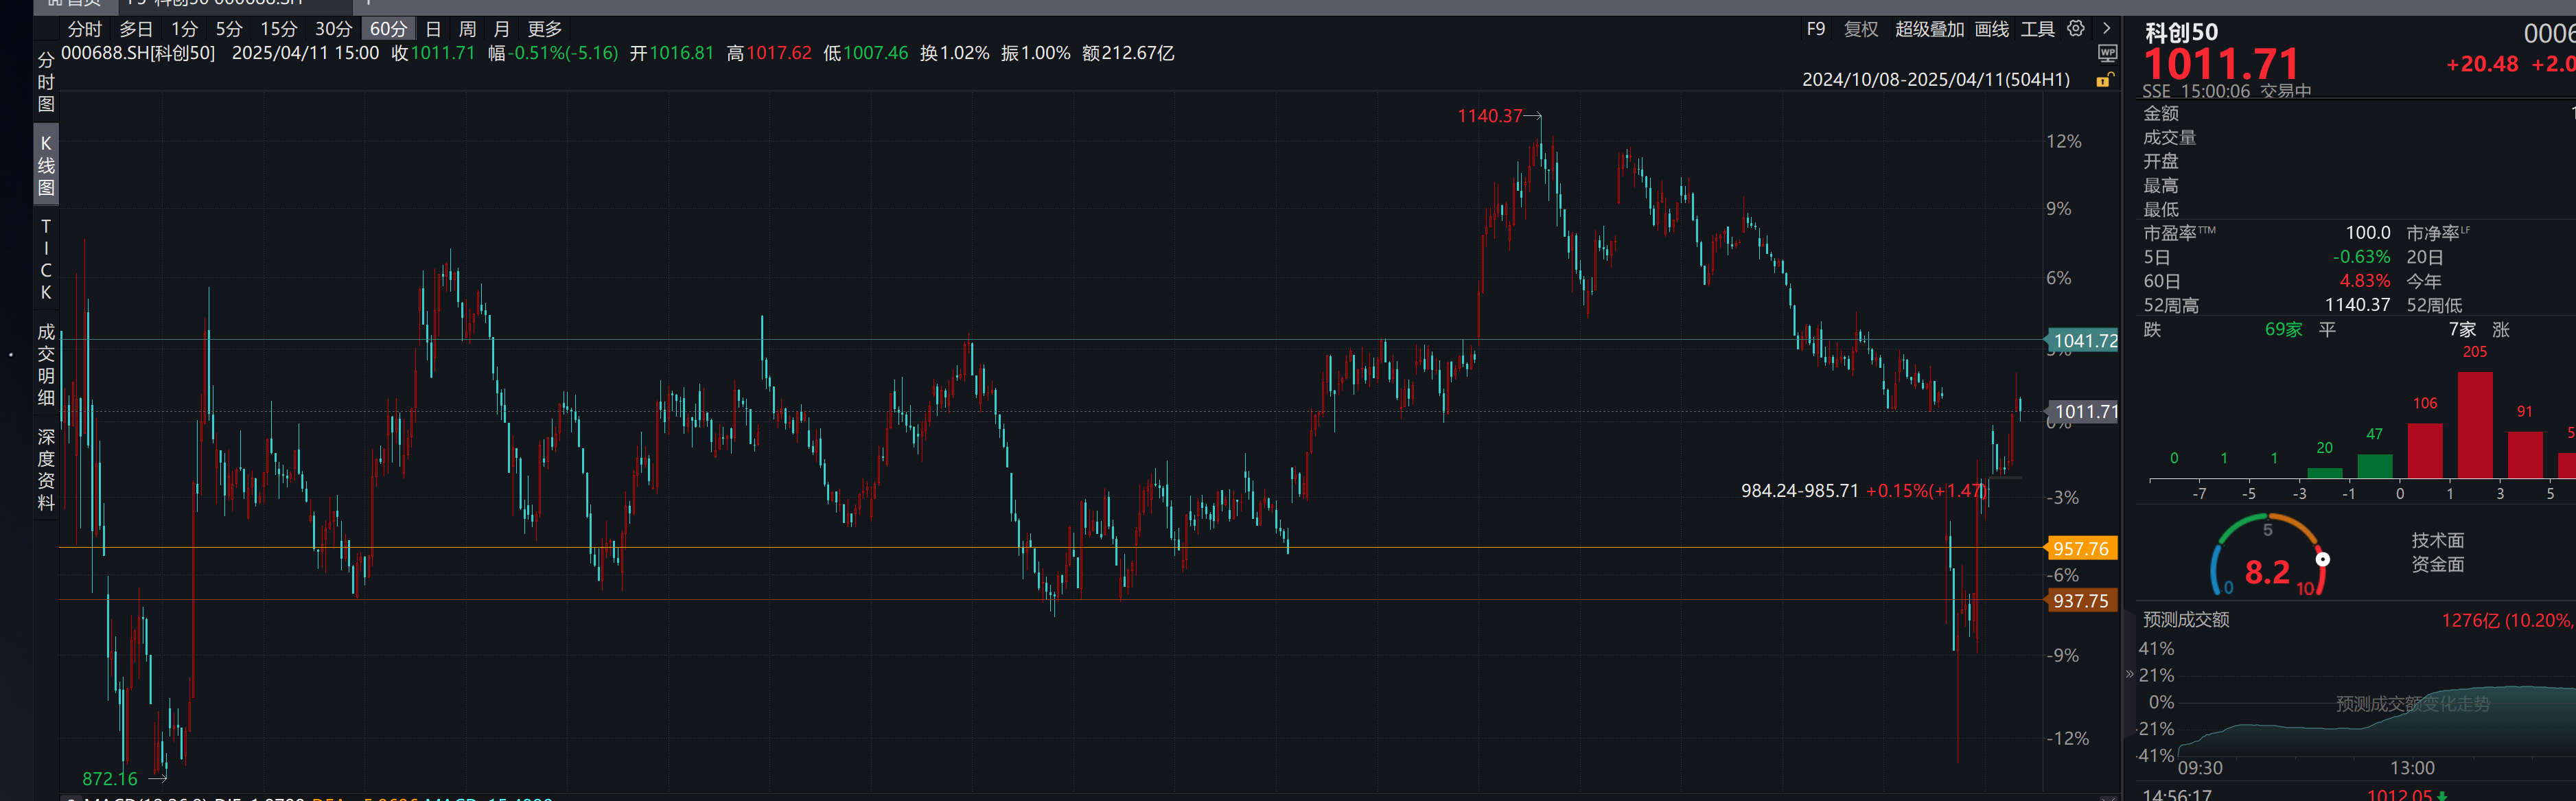 首页
F5 科创50 000688.SH
+
分时 多日 1分 5分 15分 30分 60分 日 周 月 更多
F9 复权 超级叠加 画线 工具
000688.SH[科创50] 2025/04/11 15:00 收1011.71 幅-0.51%(-5.16) 开1016.81 高1017.62 低1007.46 换1.02% 振1.00% 额212.67亿
WP
2024/10/08-2025/04/11(504H1)
分时图
K线图
TICK
成交明细
深度资料
1140.37
872.16
984.24-985.71 +0.15%(+1.47)
12%
9%
6%
1041.72
3%
1011.71
0%
-3%
957.76
-6%
937.75
-9%
-12%
科创50
0006
1011.71
+20.48 +2.0
SSE 15:00:06 交易中
金额
成交量
开盘
最高
最低
市盈率TTM 100.0 市净率LF
5日 -0.63% 20日
60日 4.83% 今年
52周高 1140.37 52周低
跌 69家 平 7家 涨
0 1 1 20 47 106 205 91 5
-7 -5 -3 -1 0 1 3 5
0 5 10
8.2
技术面
资金面
预测成交额 1276亿 (10.20%,
41%
21%
0%
-21%
-41%
预测成交额变化走势
09:30 13:00
14:56:17 1012.05